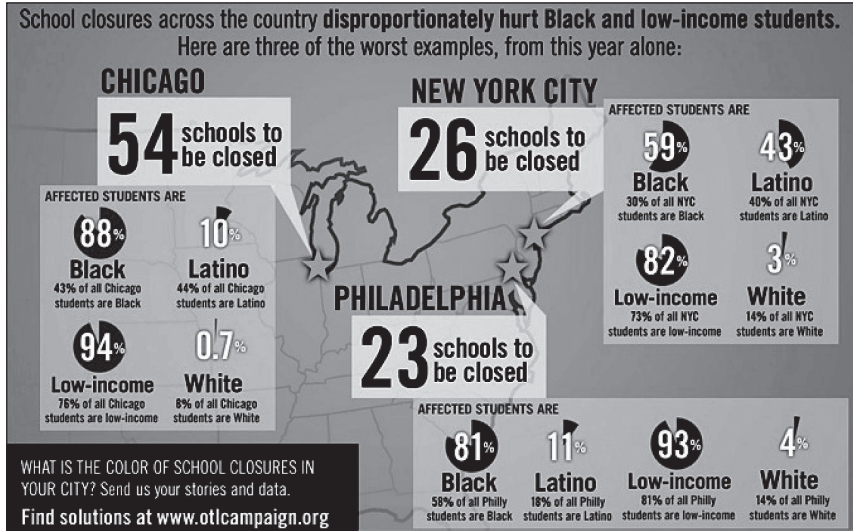 School closures across the country disproportionately hurt Black and low-income students.
Here are three of the worst examples, from this year alone:
CHICAGO
54 schools to
be closed
AFFECTED STUDENTS ARE
88%
Black
43% of all Chicago
students are Black
10%
Latino
44% of all Chicago
students are Latino
94%
Low-income
76% of all Chicago
students are low-income
0.7%
White
8% of all Chicago
students are White
NEW YORK CITY
26 schools to
be closed
AFFECTED STUDENTS ARE
59%
Black
30% of all NYC
students are Black
43%
Latino
40% of all NYC
students are Latino
82%
Low-income
73% of all NYC
students are low-income
3%
White
14% of all NYC
students are White
PHILADELPHIA
23 schools to
be closed
AFFECTED STUDENTS ARE
81%
Black
58% of all Philly
students are Black
11%
Latino
18% of all Philly
students are Latino
93%
Low-income
81% of all Philly
students are low-income
4%
White
14% of all Philly
students are White
WHAT IS THE COLOR OF SCHOOL CLOSURES IN
YOUR CITY? Send us your stories and data.
Find solutions at www.otlcampaign.org